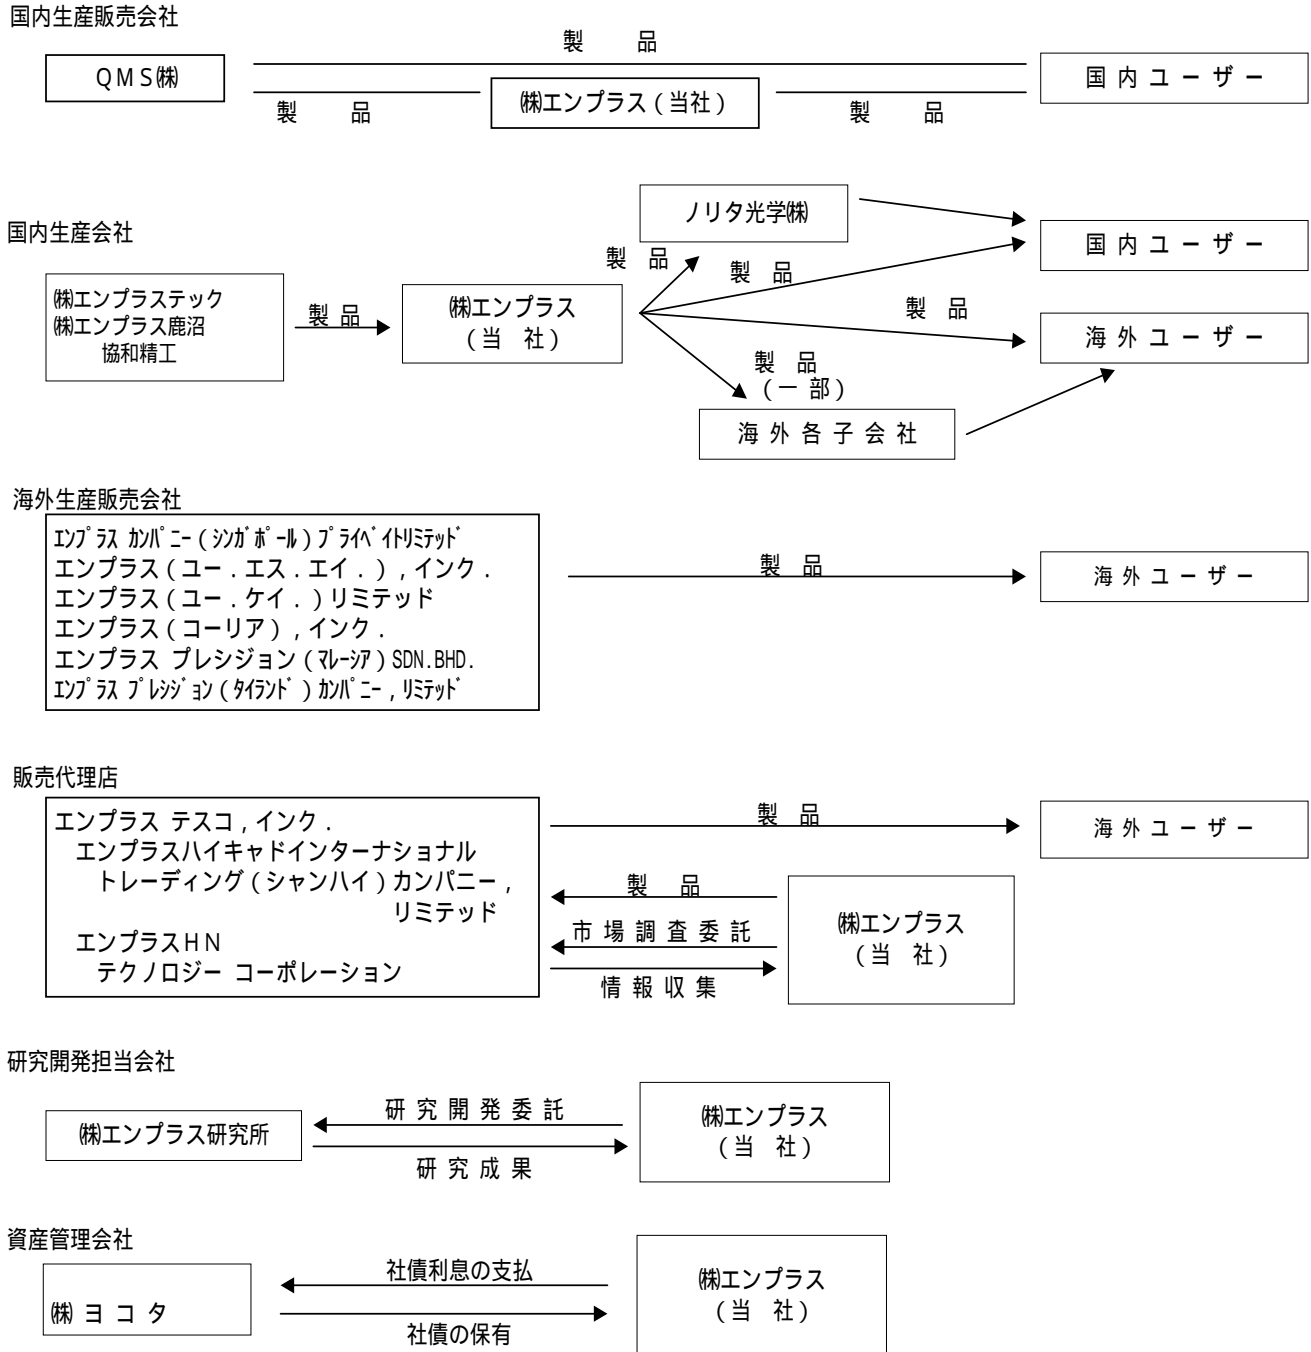 国内生産販売会社
製　品
ＱＭＳ㈱
国内ユーザー
㈱エンプラス（当社）
製　品
製　品
ノリタ光学㈱
国内生産会社
国内ユーザー
製品
製品
㈱エンプラステック
㈱エンプラス鹿沼
協和精工
製品
㈱エンプラス
（当　社）
製品
海外ユーザー
製品
（一部）
海外各子会社
海外生産販売会社
ｴﾝﾌﾟﾗｽ ｶﾝﾊﾟﾆｰ（ｼﾝｶﾞﾎﾟｰﾙ）ﾌﾟﾗｲﾍﾞｲﾄﾘﾐﾃｯﾄﾞ
エンプラス（ユー．エス．エイ．），インク．
エンプラス（ユー．ケイ．）リミテッド
エンプラス（コーリア），インク．
エンプラス プレシジョン（ﾏﾚｰｼｱ）SDN.BHD.
ｴﾝﾌﾟﾗｽ ﾌﾟﾚｼｼﾞｮﾝ（ﾀｲﾗﾝﾄﾞ）ｶﾝﾊﾟﾆｰ，ﾘﾐﾃｯﾄﾞ
製品
海外ユーザー
販売代理店
エンプラス テスコ，インク．
エンプラスハイキャドインターナショナル
トレーディング（シャンハイ）カンパニー，
リミテッド
エンプラスＨＮ
テクノロジー コーポレーション
製品
海外ユーザー
製品
市場調査委託
情報収集
㈱エンプラス
（当　社）
研究開発担当会社
㈱エンプラス研究所
研究開発委託
研究成果
㈱エンプラス
（当　社）
資産管理会社
㈱ヨコタ
社債利息の支払
社債の保有
㈱エンプラス
（当　社）